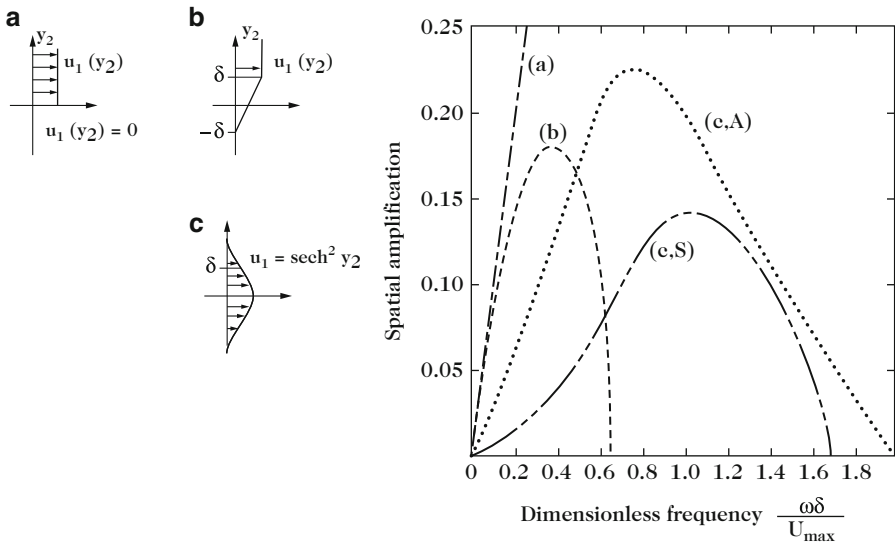 a
y₂
u₁ (y₂)
u₁ (y₂) = 0
b
y₂
δ
u₁ (y₂)
−δ
c
δ
u₁ = sech² y₂
Spatial amplification
0.25
0.20
0.15
0.10
0.05
(a)
(b)
(c,A)
(c,S)
0 0.2 0.4 0.6 0.8 1.0 1.2 1.4 1.6 1.8
Dimensionless frequency ωδ / Uₘₐₓ